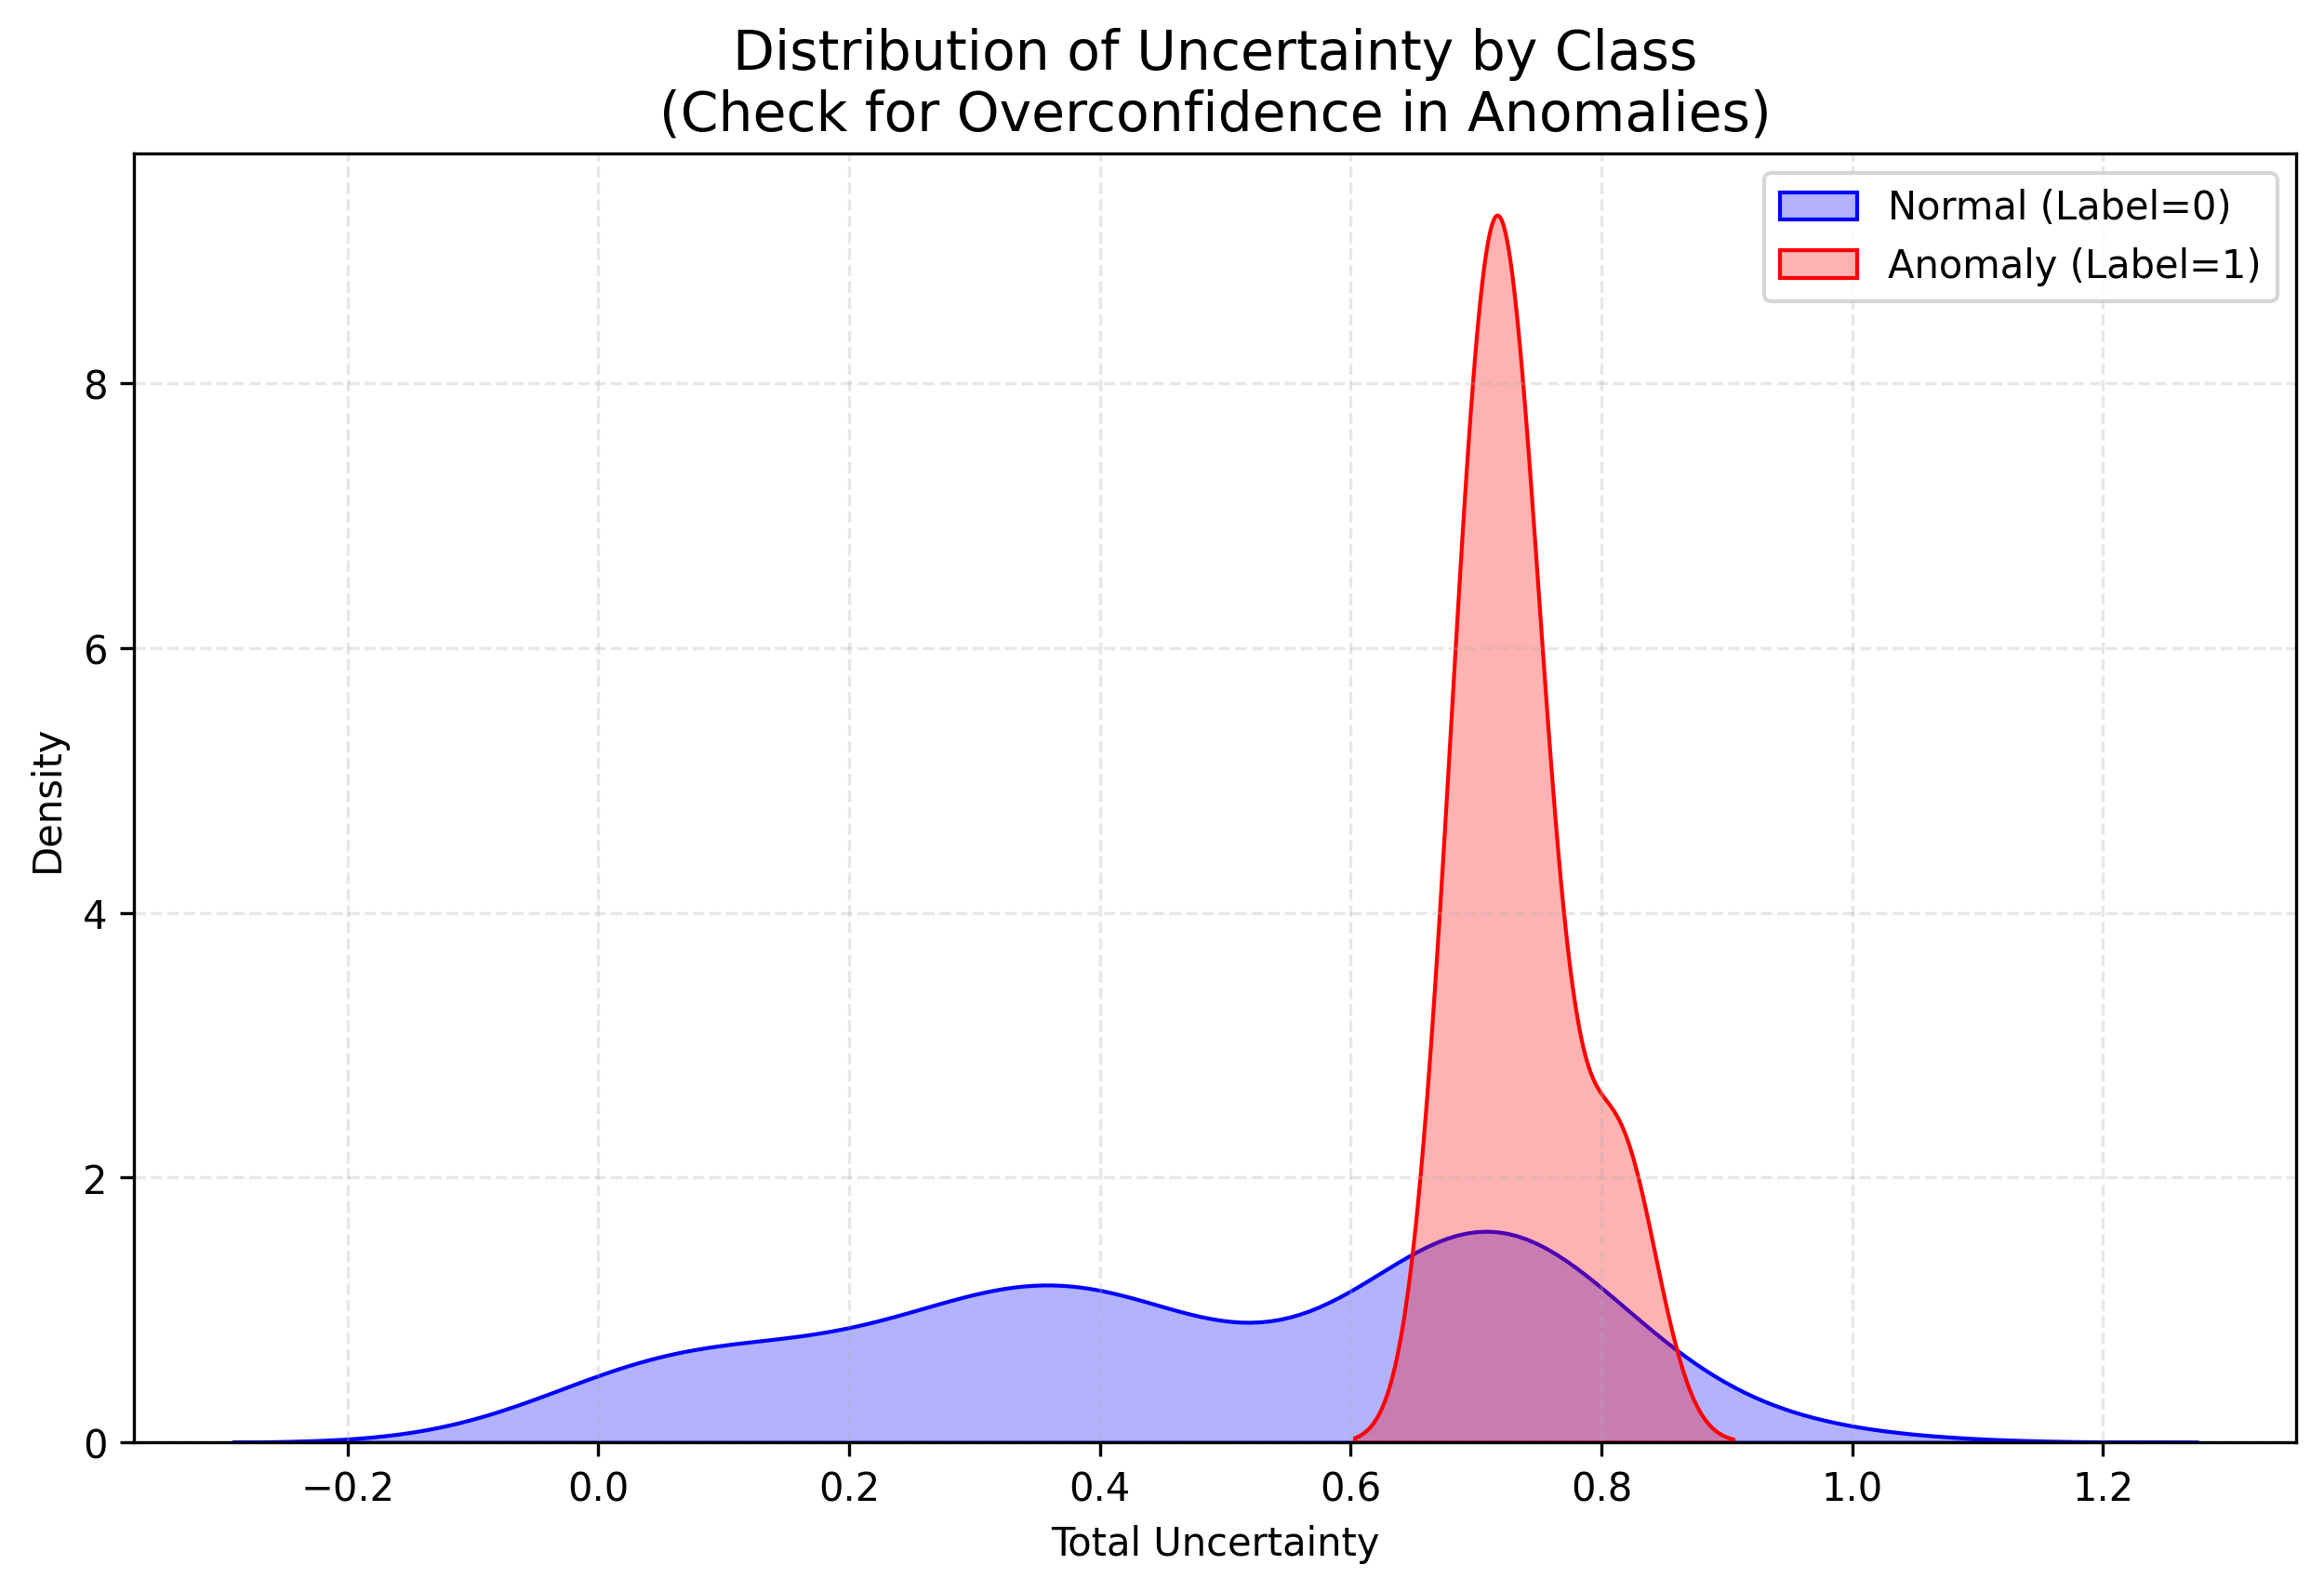 Distribution of Uncertainty by Class
(Check for Overconfidence in Anomalies)
Normal (Label=0)
Anomaly (Label=1)
Density
8
6
4
2
0
−0.2
0.0
0.2
0.4
0.6
0.8
1.0
1.2
Total Uncertainty